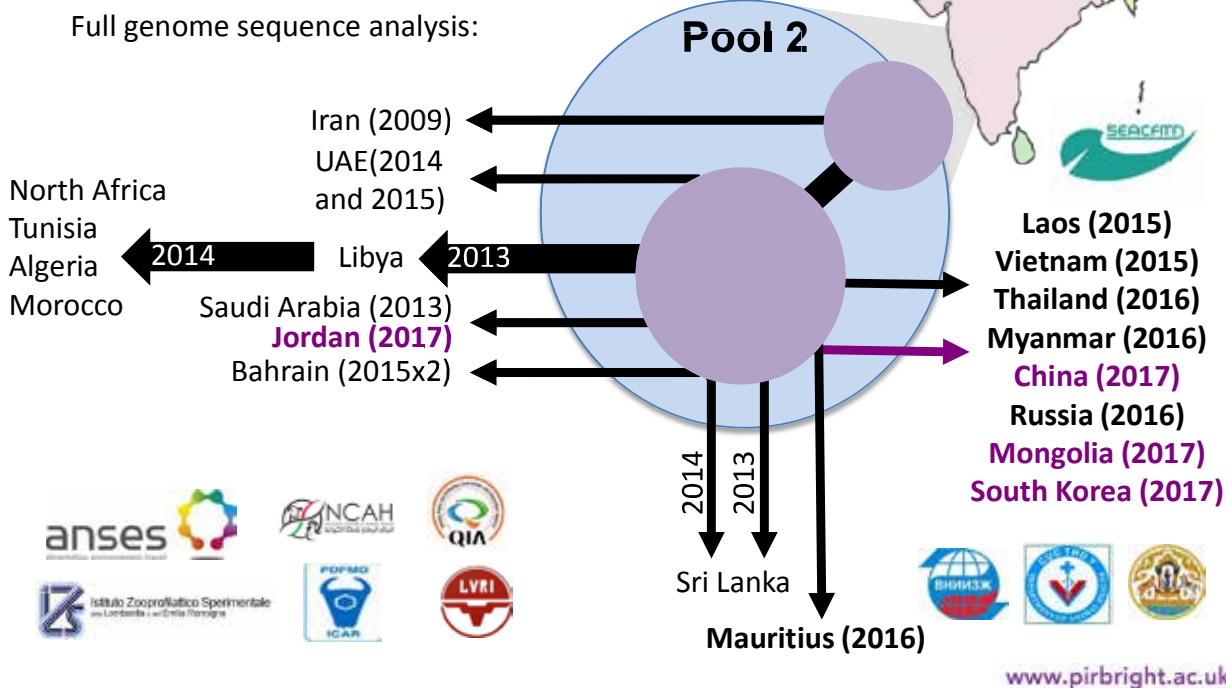 Full genome sequence analysis:
Pool 2
Iran (2009)
UAE(2014
and 2015)
North Africa
Tunisia
Algeria
Morocco
2014
Libya
2013
Saudi Arabia (2013)
Jordan (2017)
Bahrain (2015x2)
SEACFMD
Laos (2015)
Vietnam (2015)
Thailand (2016)
Myanmar (2016)
China (2017)
Russia (2016)
Mongolia (2017)
South Korea (2017)
2014
2013
Sri Lanka
Mauritius (2016)
anses
NCAH
QIA
Istituto Zooprofilattico Sperimentale
PDFMD
ICAR
LVRI
ВНИИЗЖ
www.pirbright.ac.uk